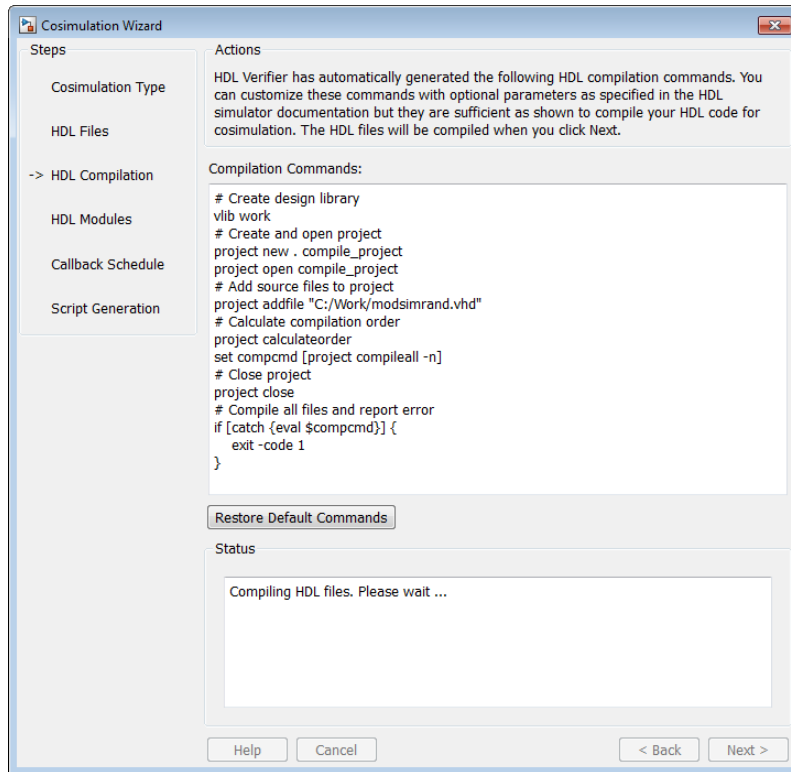 Cosimulation Wizard
Steps
Cosimulation Type
HDL Files
-> HDL Compilation
HDL Modules
Callback Schedule
Script Generation
Actions
HDL Verifier has automatically generated the following HDL compilation commands. You
can customize these commands with optional parameters as specified in the HDL
simulator documentation but they are sufficient as shown to compile your HDL code for
cosimulation. The HDL files will be compiled when you click Next.
Compilation Commands:
# Create design library
vlib work
# Create and open project
project new . compile_project
project open compile_project
# Add source files to project
project addfile "C:/Work/modsimrand.vhd"
# Calculate compilation order
project calculateorder
set compcmd [project compileall -n]
# Close project
project close
# Compile all files and report error
if [catch {eval $compcmd}] {
exit -code 1
}
Restore Default Commands
Status
Compiling HDL files. Please wait ...
Help
Cancel
< Back
Next >